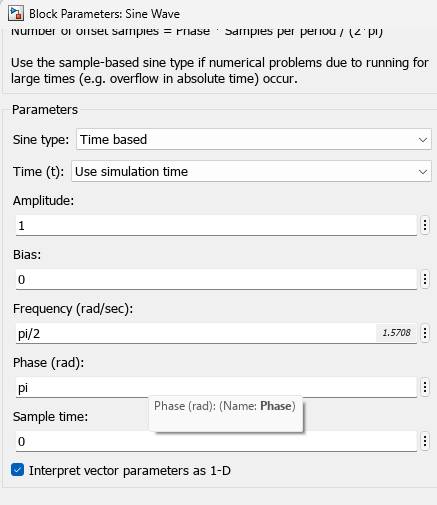 Block Parameters: Sine Wave
Number of offset samples = Phase * Samples per period / (2*pi)
Use the sample-based sine type if numerical problems due to running for
large times (e.g. overflow in absolute time) occur.
Parameters
Sine type: Time based
Time (t): Use simulation time
Amplitude:
1
Bias:
0
Frequency (rad/sec):
pi/2 1.5708
Phase (rad):
pi
Phase (rad): (Name: Phase)
Sample time:
0
Interpret vector parameters as 1-D